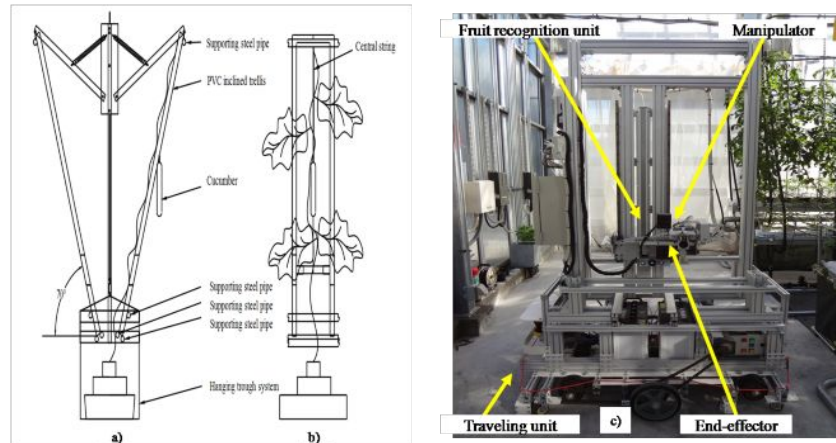 Supporting steel pipe
PVC inclined trellis
Cucumber
70°
Supporting steel pipe
Supporting steel pipe
Supporting steel pipe
Hanging trough system
a)
Central string
b)
Fruit recognition unit
Manipulator
Traveling unit
c)
End-effector